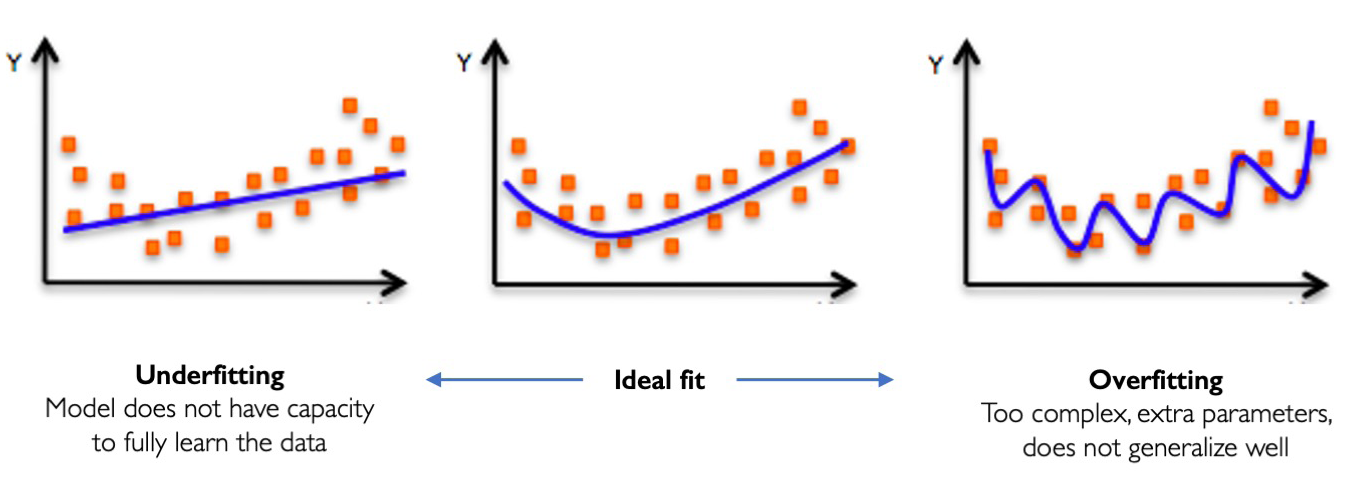 Y
Y
Y
Underfitting
Model does not have capacity
to fully learn the data
Ideal fit
Overfitting
Too complex, extra parameters,
does not generalize well